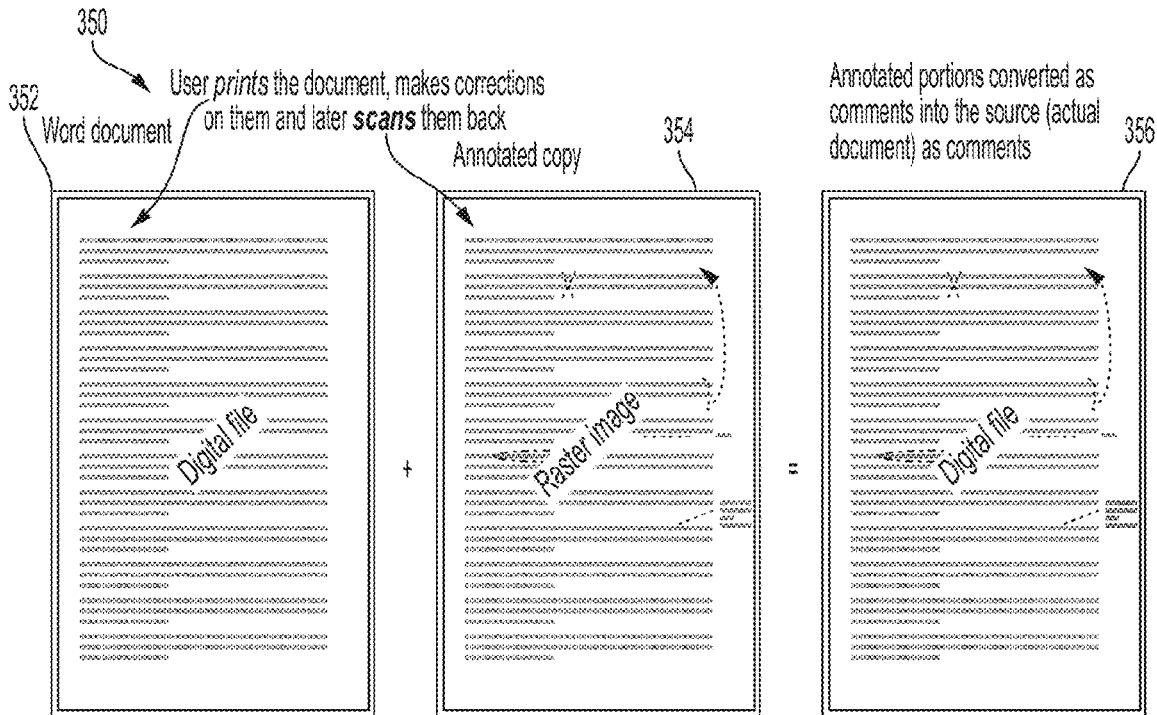 350
User prints the document, makes corrections
on them and later scans them back
352
Word document
Annotated copy
354
Annotated portions converted as
comments into the source (actual
document) as comments
356
Digital file
+
Raster image
=
Digital file